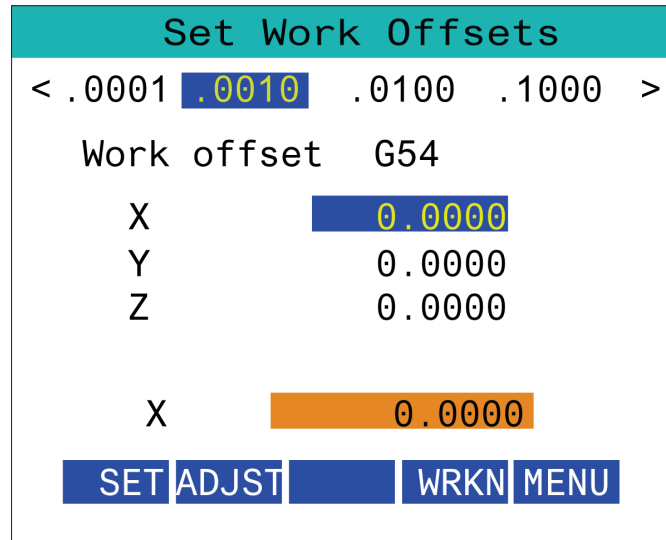 Set Work Offsets
< .0001 .0010 .0100 .1000 >
Work offset G54
X 0.0000
Y 0.0000
Z 0.0000
X 0.0000
SET ADJST WRKN MENU